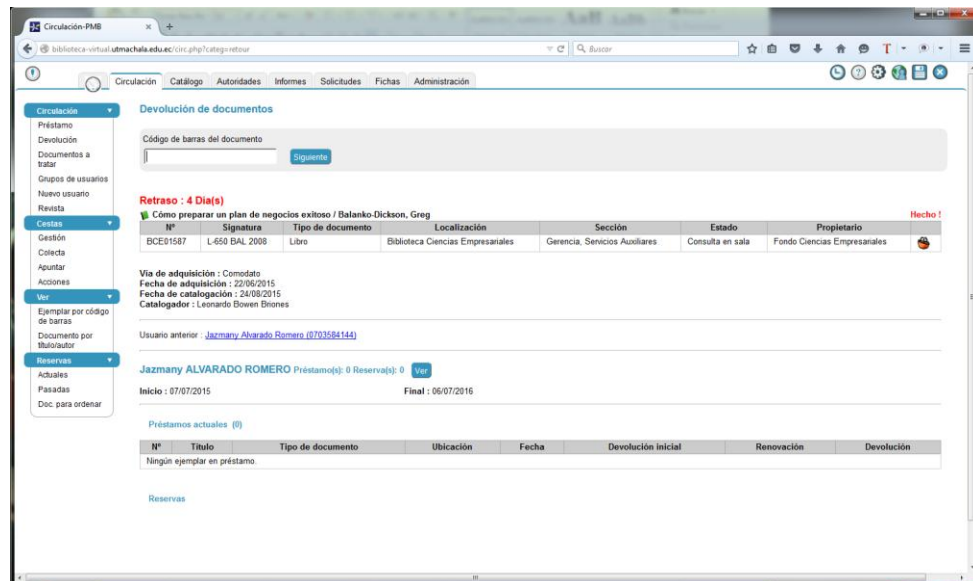 Circulación-PMB
biblioteca-virtual.utmachala.edu.ec/circ.php?categ=retour
Buscar
Circulación Catálogo Autoridades Informes Solicitudes Fichas Administración
Circulación
Préstamo
Devolución
Documentos a
tratar
Grupos de usuarios
Nuevo usuario
Revista
Cestas
Gestión
Colecta
Apuntar
Acciones
Ver
Ejemplar por código
de barras
Documento por
título/autor
Reservas
Actuales
Pasadas
Doc. para ordenar
Devolución de documentos
Código de barras del documento
Siguiente
Retraso : 4 Dia(s)
Cómo preparar un plan de negocios exitoso / Balanko-Dickson, Greg Hecho !
Nº Signatura Tipo de documento Localización Sección Estado Propietario
BCE01587 L-650 BAL 2008 Libro Biblioteca Ciencias Empresariales Gerencia, Servicios Auxiliares Consulta en sala Fondo Ciencias Empresariales
Via de adquisición : Comodato
Fecha de adquisición : 22/06/2015
Fecha de catalogación : 24/08/2015
Catalogador : Leonardo Bowen Briones
Usuario anterior : Jazmany Alvarado Romero (0703584144)
Jazmany ALVARADO ROMERO Préstamo(s): 0 Reserva(s): 0 Ver
Inicio : 07/07/2015 Final : 06/07/2016
Préstamos actuales (0)
Nº Título Tipo de documento Ubicación Fecha Devolución inicial Renovación Devolución
Ningún ejemplar en préstamo.
Reservas